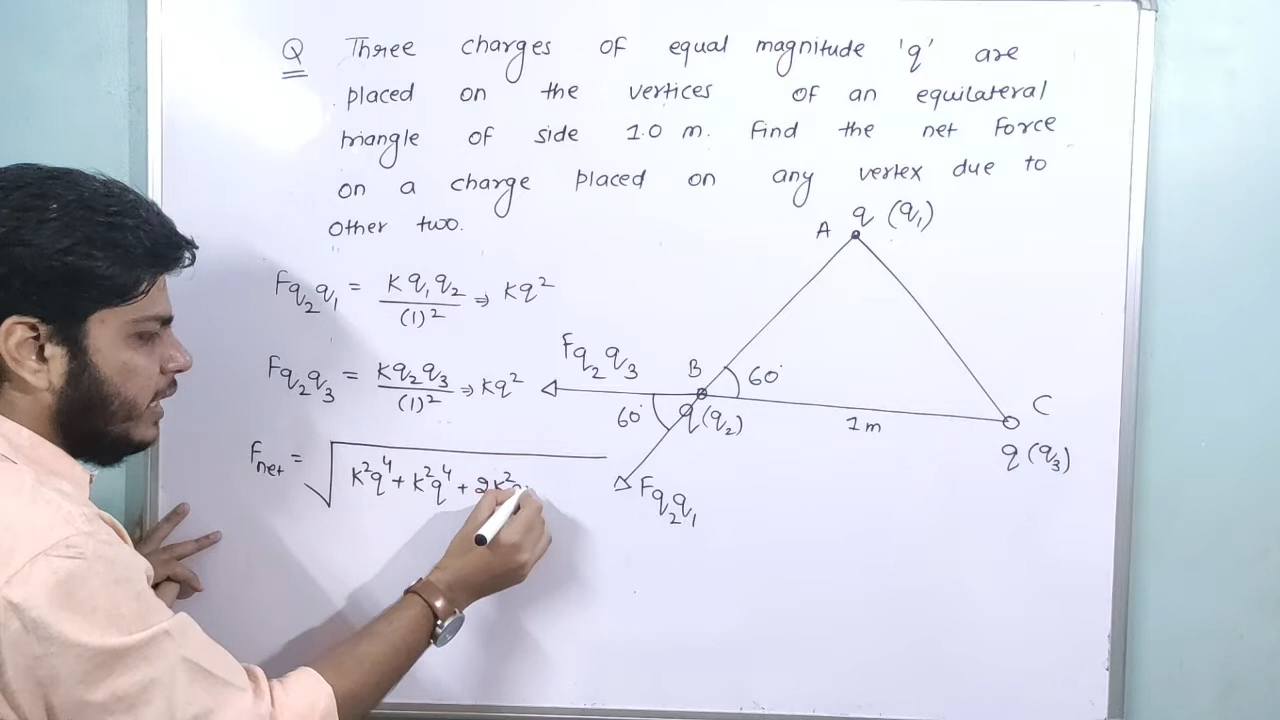 Q Three charges of equal magnitude 'q' are
placed on the vertices of an equilateral
triangle of side 1.0 m. Find the net force
on a charge placed on any vertex due to
other two.
A q (q₁)
Fq₂q₁ = Kq₁q₂/(1)² ⇒ Kq²
Fq₂q₃ = Kq₂q₃/(1)² ⇒ Kq²
Fq₂q₃
B 60°
60° q(q₂) 1m
C
q (q₃)
Fnet = √K²q⁴ + K²q⁴ + 2K²
Fq₂q₁